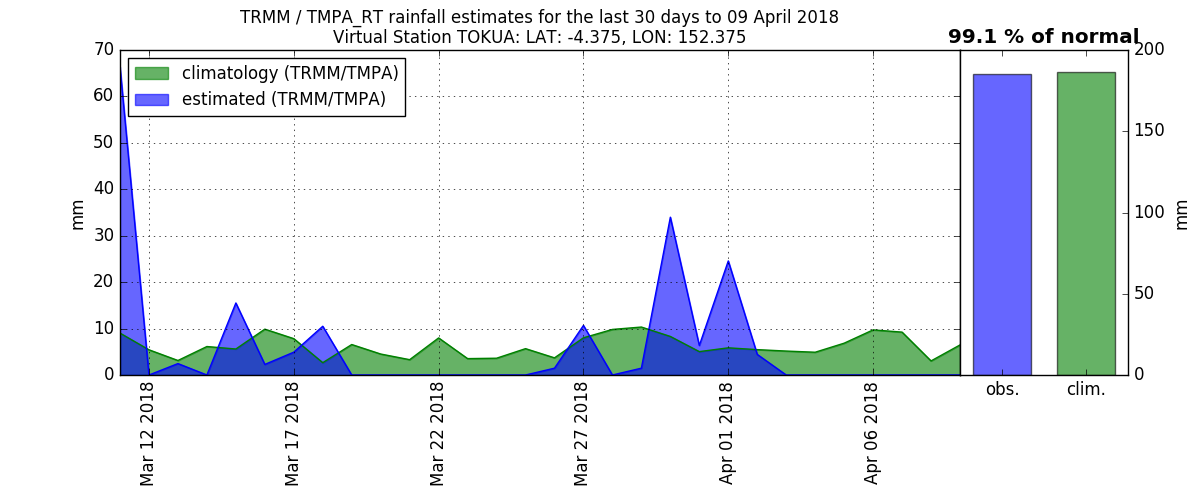 TRMM / TMPA_RT rainfall estimates for the last 30 days to 09 April 2018
Virtual Station TOKUA: LAT: -4.375, LON: 152.375
99.1 % of normal
climatology (TRMM/TMPA)
estimated (TRMM/TMPA)
70
60
50
40
30
20
10
0
mm
Mar 12 2018
Mar 17 2018
Mar 22 2018
Mar 27 2018
Apr 01 2018
Apr 06 2018
obs.
clim.
200
150
100
50
0
mm